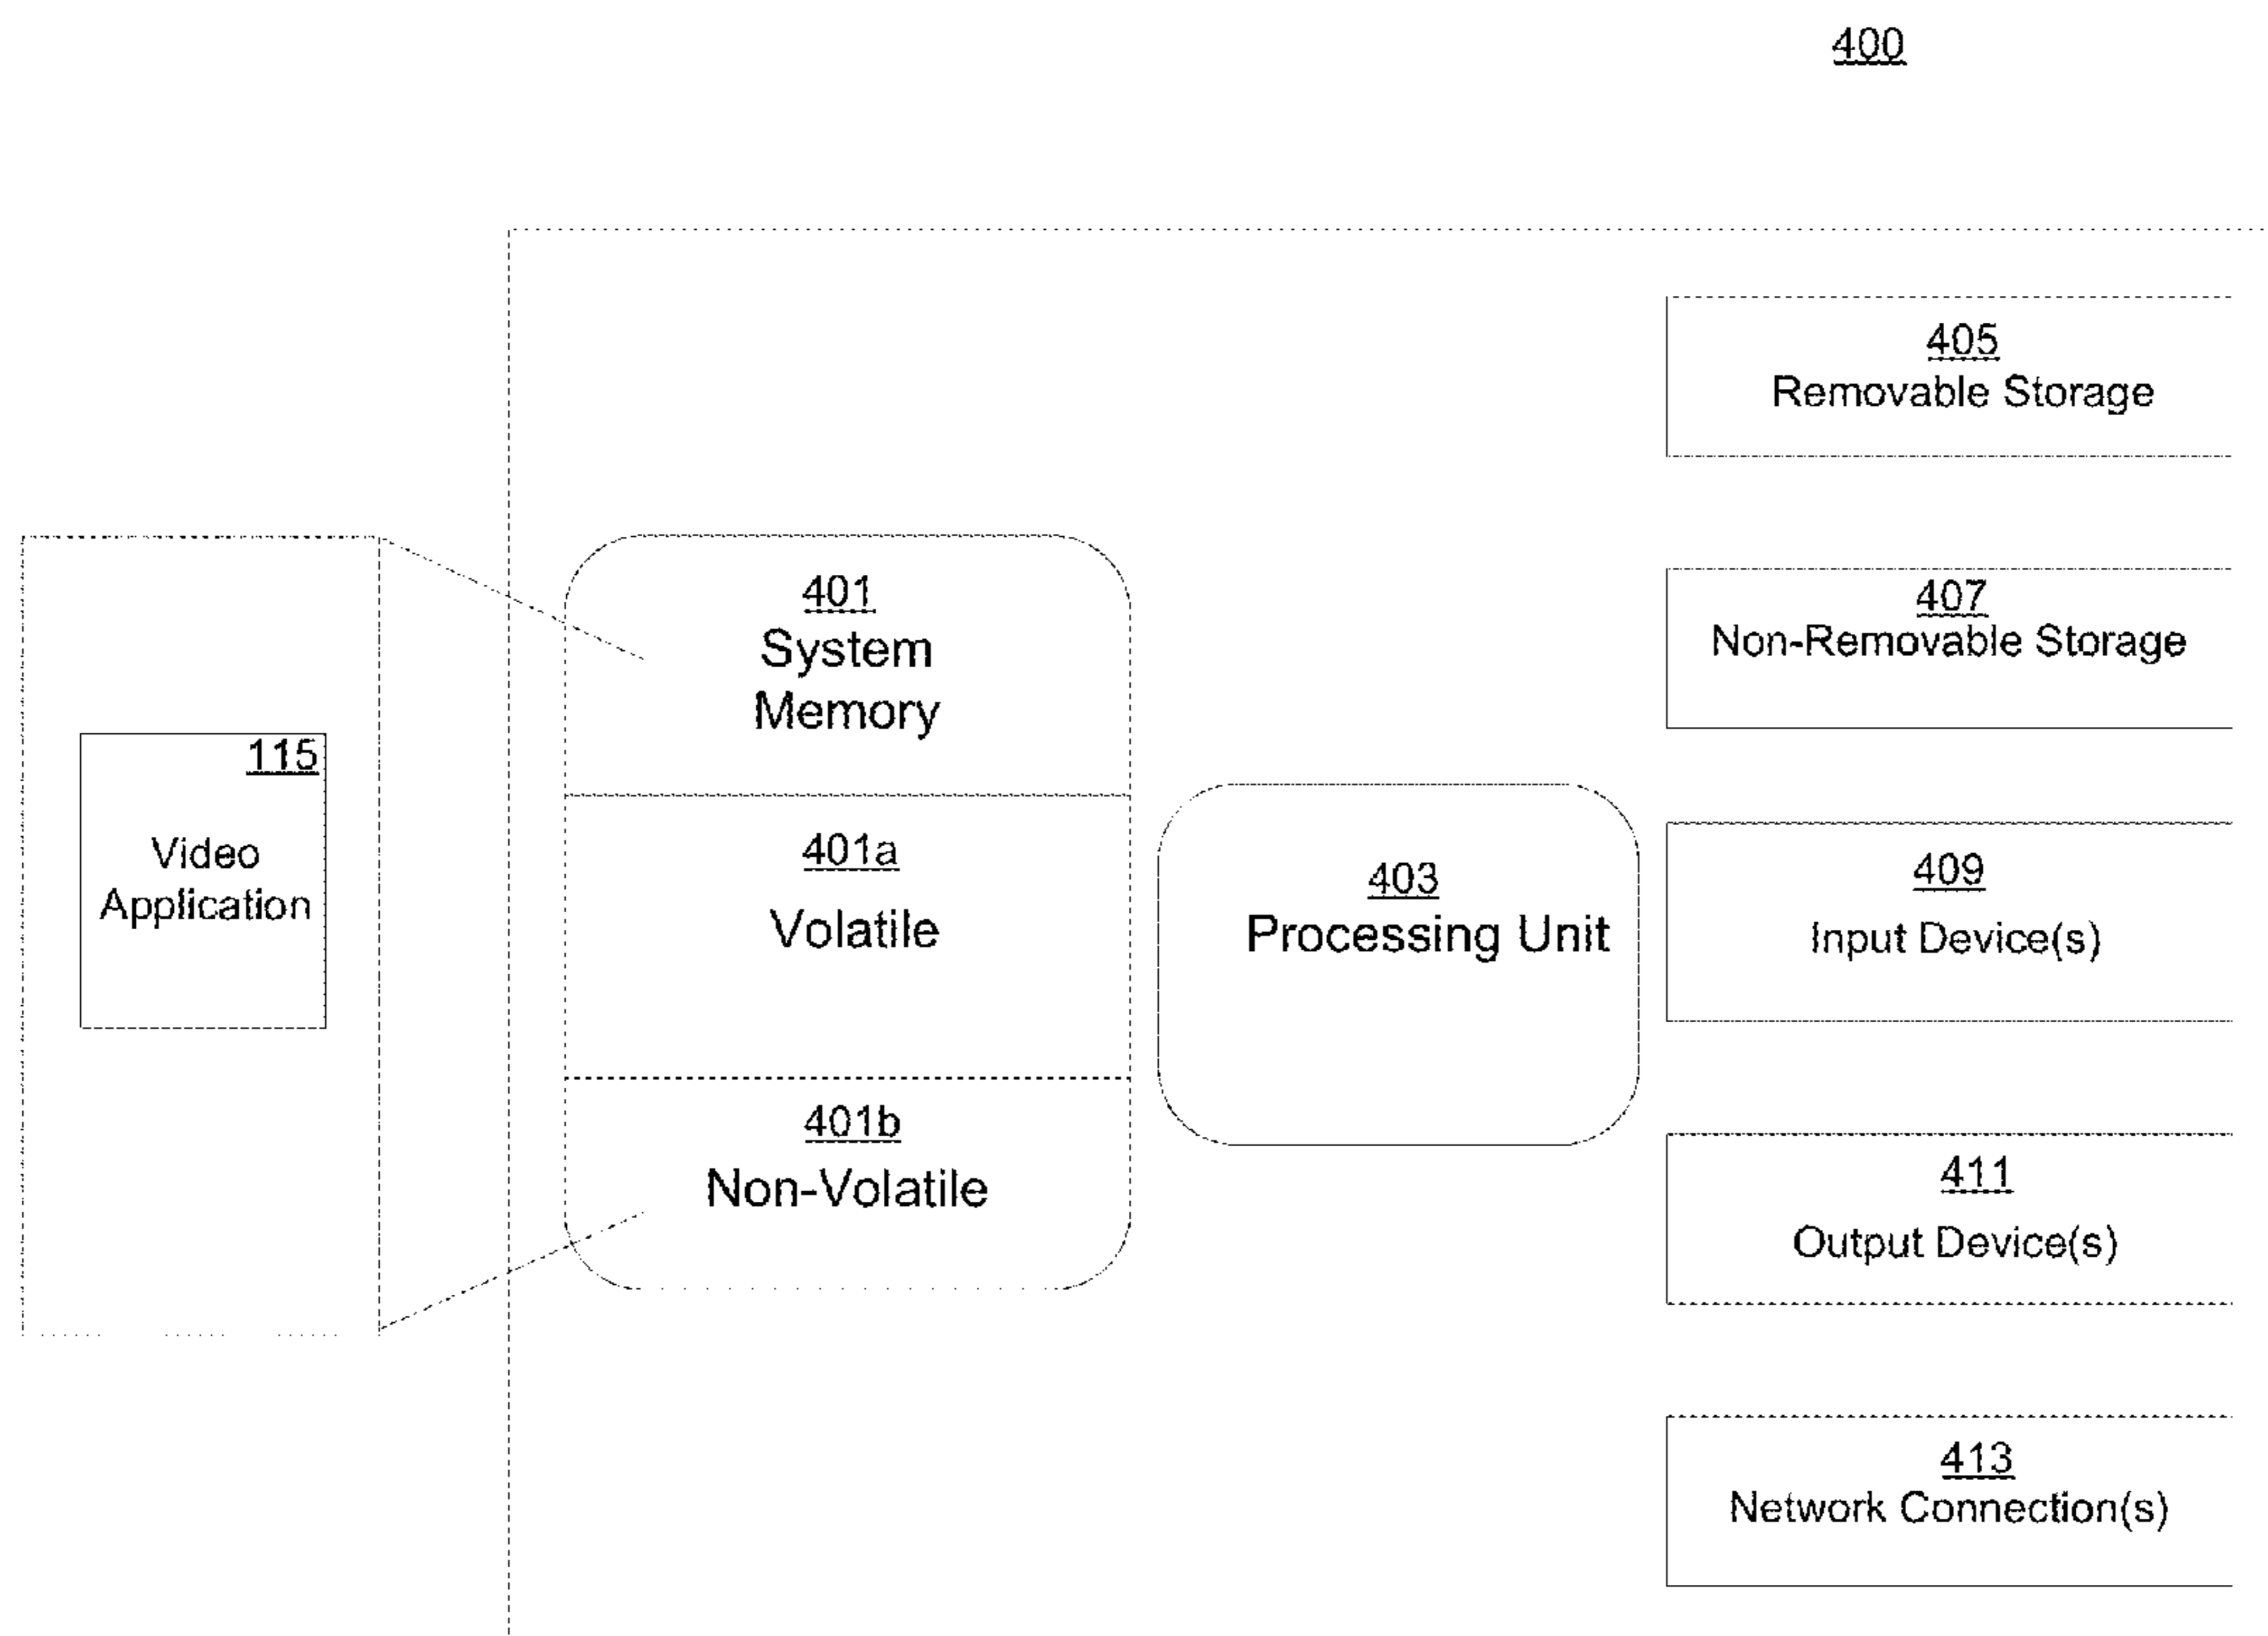 400
405
Removable Storage
401
System
Memory
407
Non-Removable Storage
115
Video
Application
401a
Volatile
403
Processing Unit
409
Input Device(s)
401b
Non-Volatile
411
Output Device(s)
413
Network Connection(s)